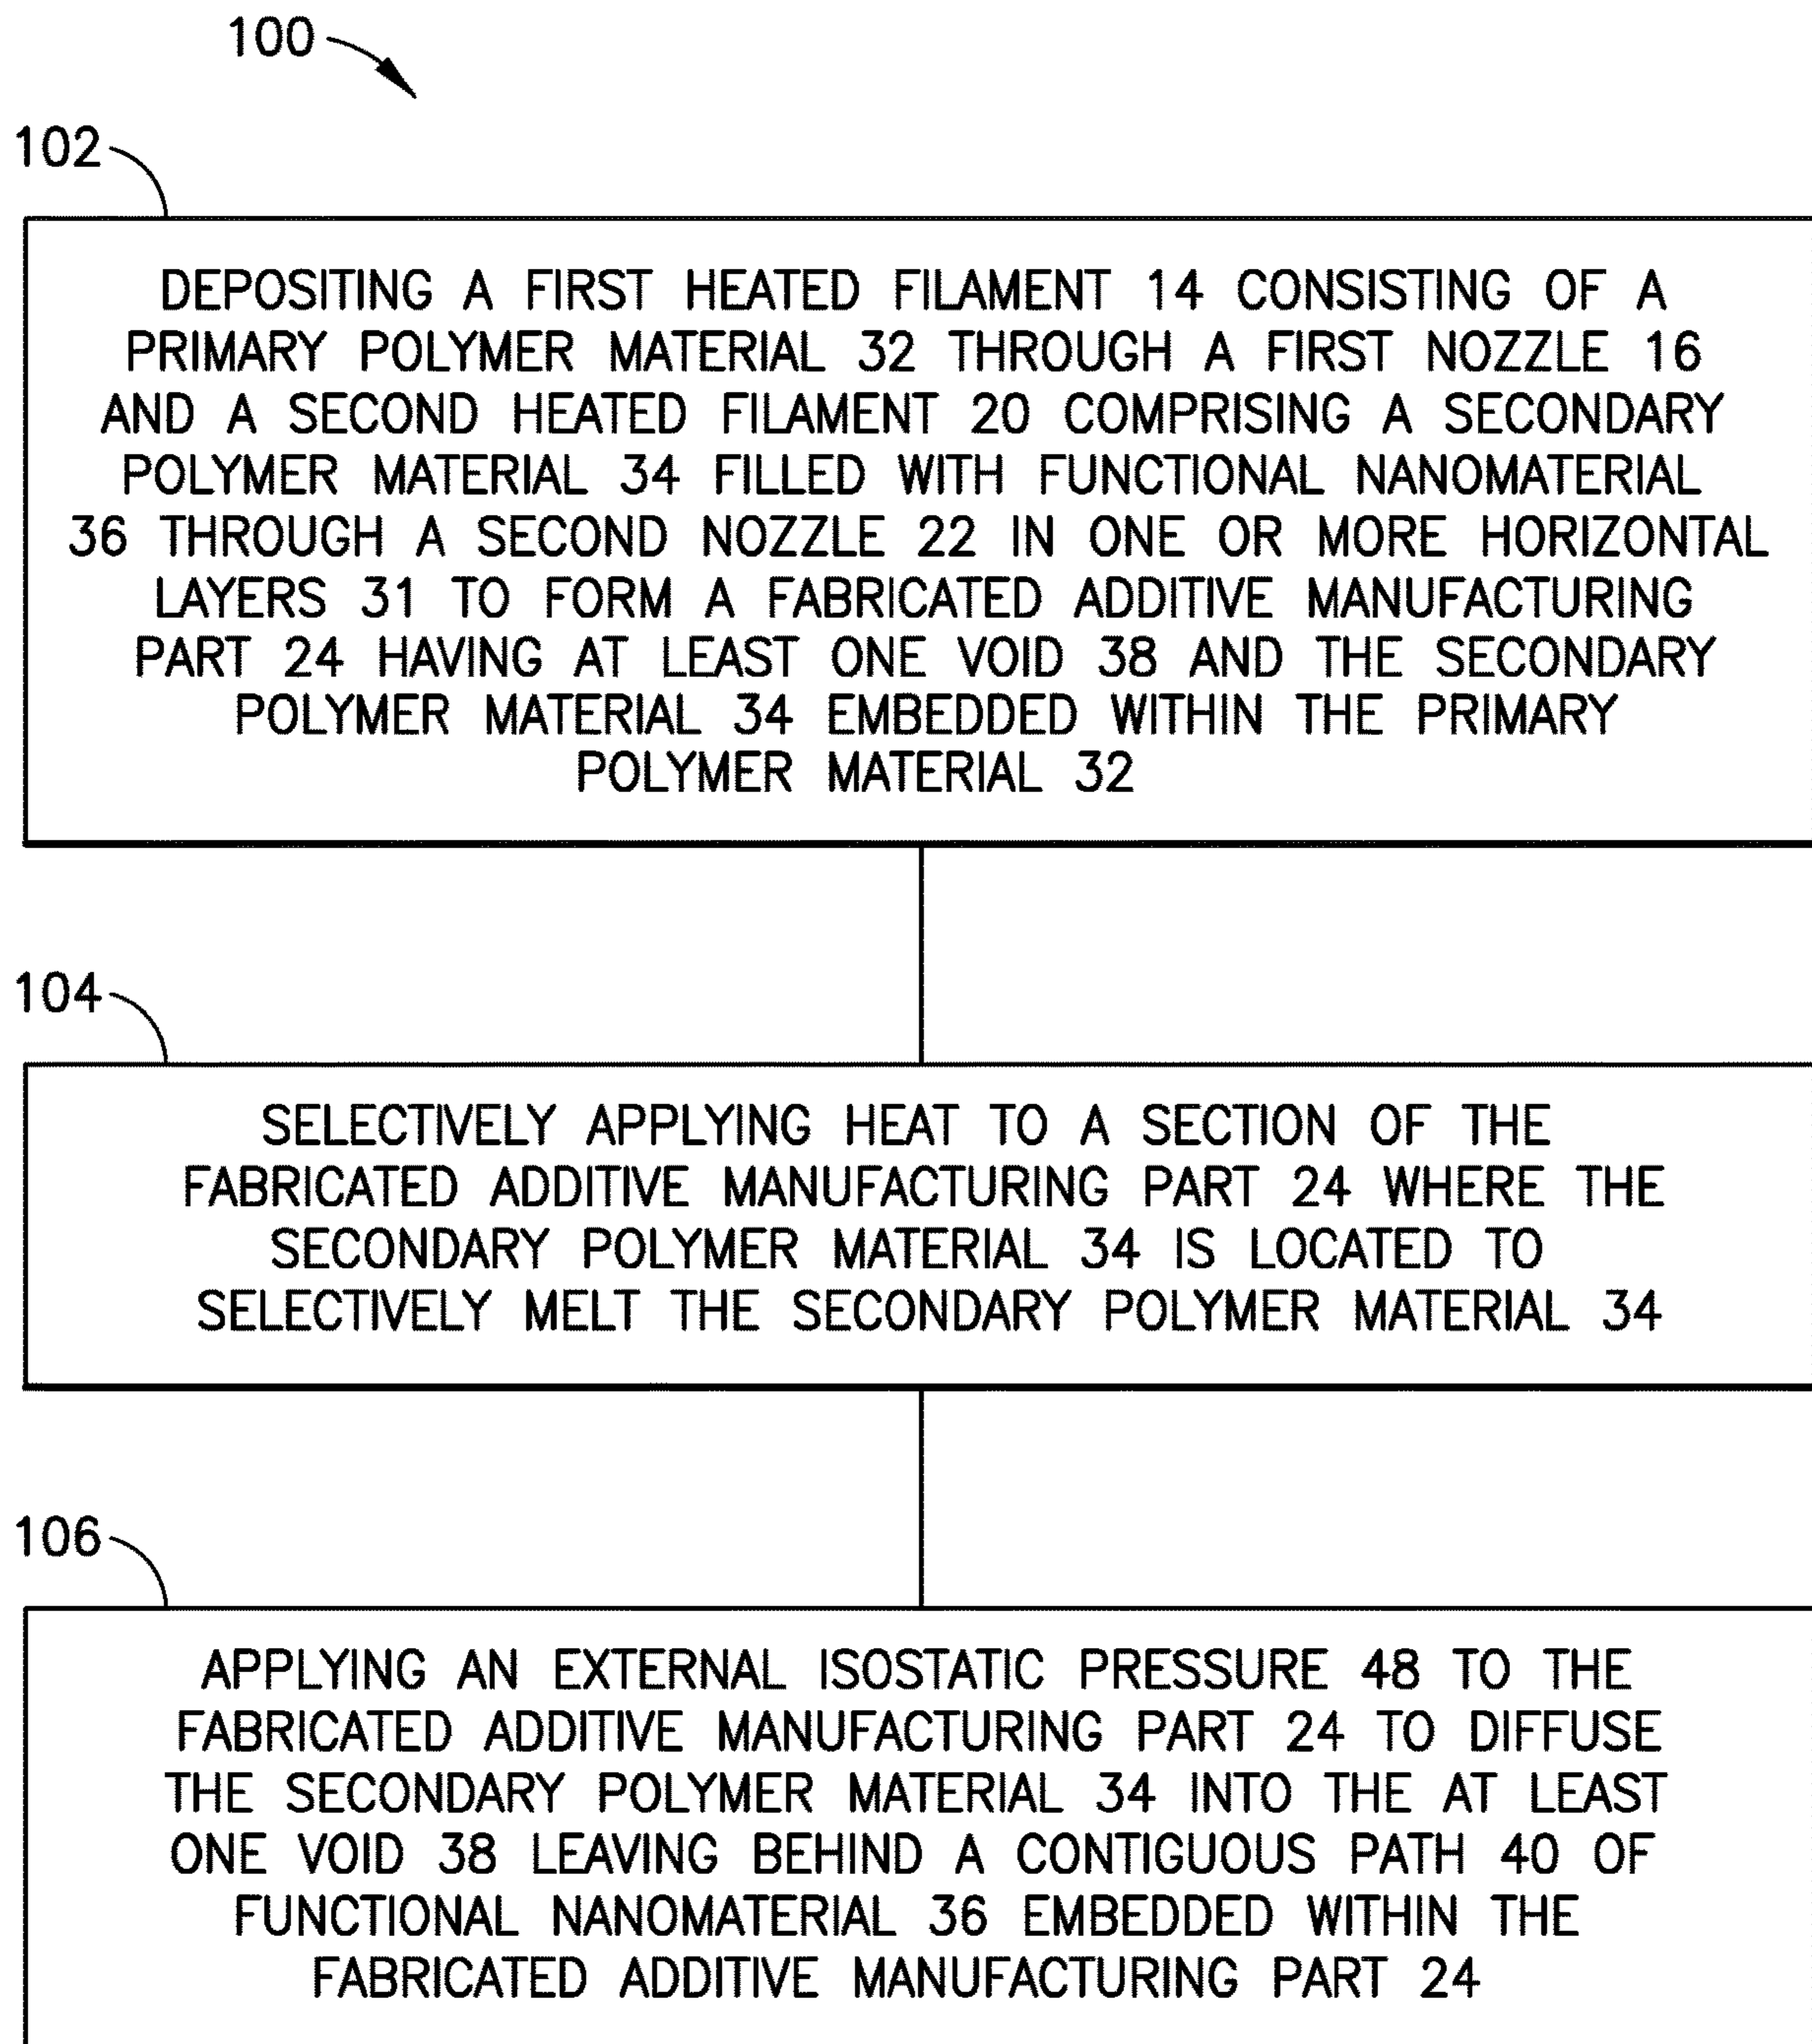 100
102
DEPOSITING A FIRST HEATED FILAMENT 14 CONSISTING OF A
PRIMARY POLYMER MATERIAL 32 THROUGH A FIRST NOZZLE 16
AND A SECOND HEATED FILAMENT 20 COMPRISING A SECONDARY
POLYMER MATERIAL 34 FILLED WITH FUNCTIONAL NANOMATERIAL
36 THROUGH A SECOND NOZZLE 22 IN ONE OR MORE HORIZONTAL
LAYERS 31 TO FORM A FABRICATED ADDITIVE MANUFACTURING
PART 24 HAVING AT LEAST ONE VOID 38 AND THE SECONDARY
POLYMER MATERIAL 34 EMBEDDED WITHIN THE PRIMARY
POLYMER MATERIAL 32
104
SELECTIVELY APPLYING HEAT TO A SECTION OF THE
FABRICATED ADDITIVE MANUFACTURING PART 24 WHERE THE
SECONDARY POLYMER MATERIAL 34 IS LOCATED TO
SELECTIVELY MELT THE SECONDARY POLYMER MATERIAL 34
106
APPLYING AN EXTERNAL ISOSTATIC PRESSURE 48 TO THE
FABRICATED ADDITIVE MANUFACTURING PART 24 TO DIFFUSE
THE SECONDARY POLYMER MATERIAL 34 INTO THE AT LEAST
ONE VOID 38 LEAVING BEHIND A CONTIGUOUS PATH 40 OF
FUNCTIONAL NANOMATERIAL 36 EMBEDDED WITHIN THE
FABRICATED ADDITIVE MANUFACTURING PART 24